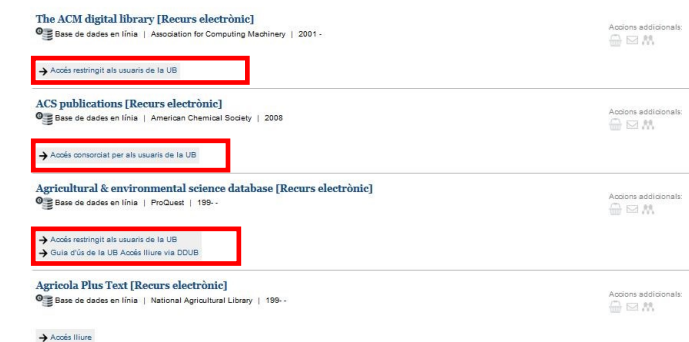 The ACM digital library [Recurs electrònic]
Base de dades en línia | Association for Computing Machinery | 2001 -
Accions addicionals:
Accés restringit als usuaris de la UB
ACS publications [Recurs electrònic]
Base de dades en línia | American Chemical Society | 2008
Accions addicionals:
Accés consorciat per als usuaris de la UB
Agricultural & environmental science database [Recurs electrònic]
Base de dades en línia | ProQuest | 199- -
Accions addicionals:
Accés restringit als usuaris de la UB
Guia d'ús de la UB Accés lliure via DDUB
Agricola Plus Text [Recurs electrònic]
Base de dades en línia | National Agricultural Library | 199- -
Accions addicionals:
Accés lliure